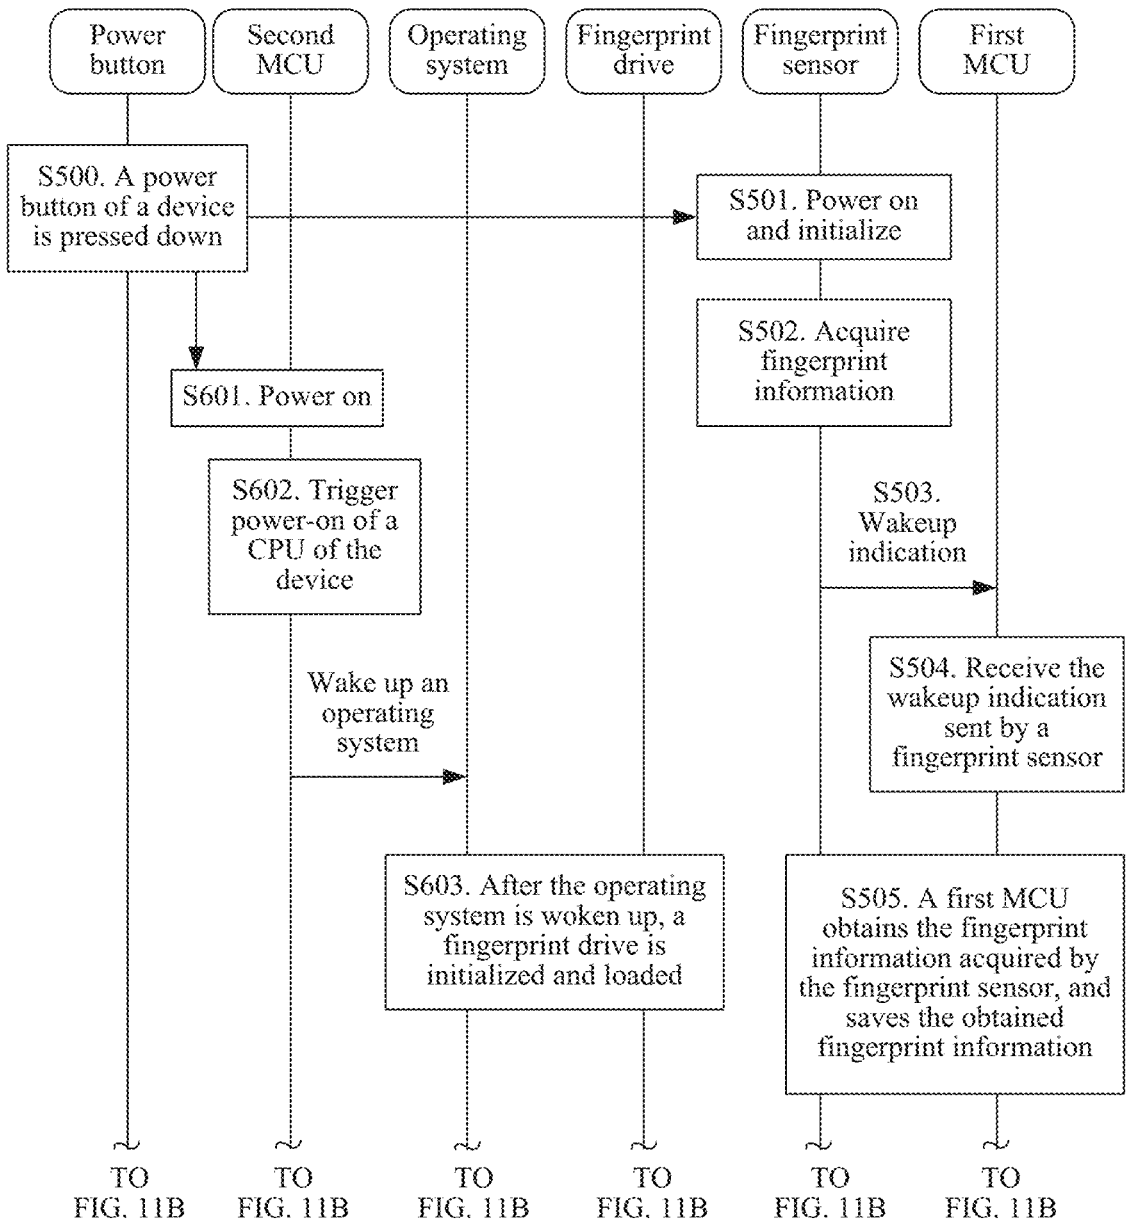 Power
button
Second
MCU
Operating
system
Fingerprint
drive
Fingerprint
sensor
First
MCU
S500. A power
button of a device
is pressed down
S501. Power on
and initialize
S502. Acquire
fingerprint
information
S601. Power on
S602. Trigger
power-on of a
CPU of the
device
S503.
Wakeup
indication
S504. Receive the
wakeup indication
sent by a
fingerprint sensor
Wake up an
operating
system
S603. After the operating
system is woken up, a
fingerprint drive is
initialized and loaded
S505. A first MCU
obtains the fingerprint
information acquired by
the fingerprint sensor, and
saves the obtained
fingerprint information
TO
FIG. 11B
TO
FIG. 11B
TO
FIG. 11B
TO
FIG. 11B
TO
FIG. 11B
TO
FIG. 11B